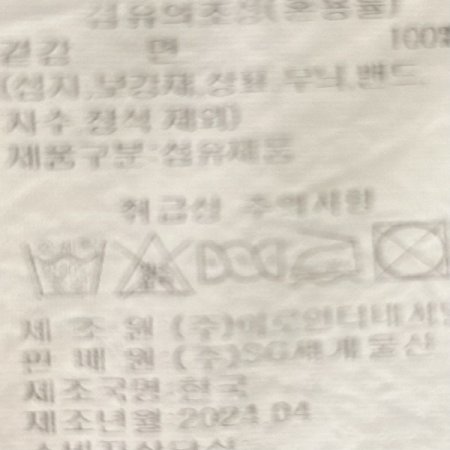 섬유의조성(혼용율)
겉감 면 100%
(심지,보강재,상표,무늬,밴드,
자수 장식 제외)
제품구분:섬유제품
취급상 주의사항
제 조 원 (주)
판 매 원 (주)SG세계물산
제조국명:한국
제조년월:2024.04